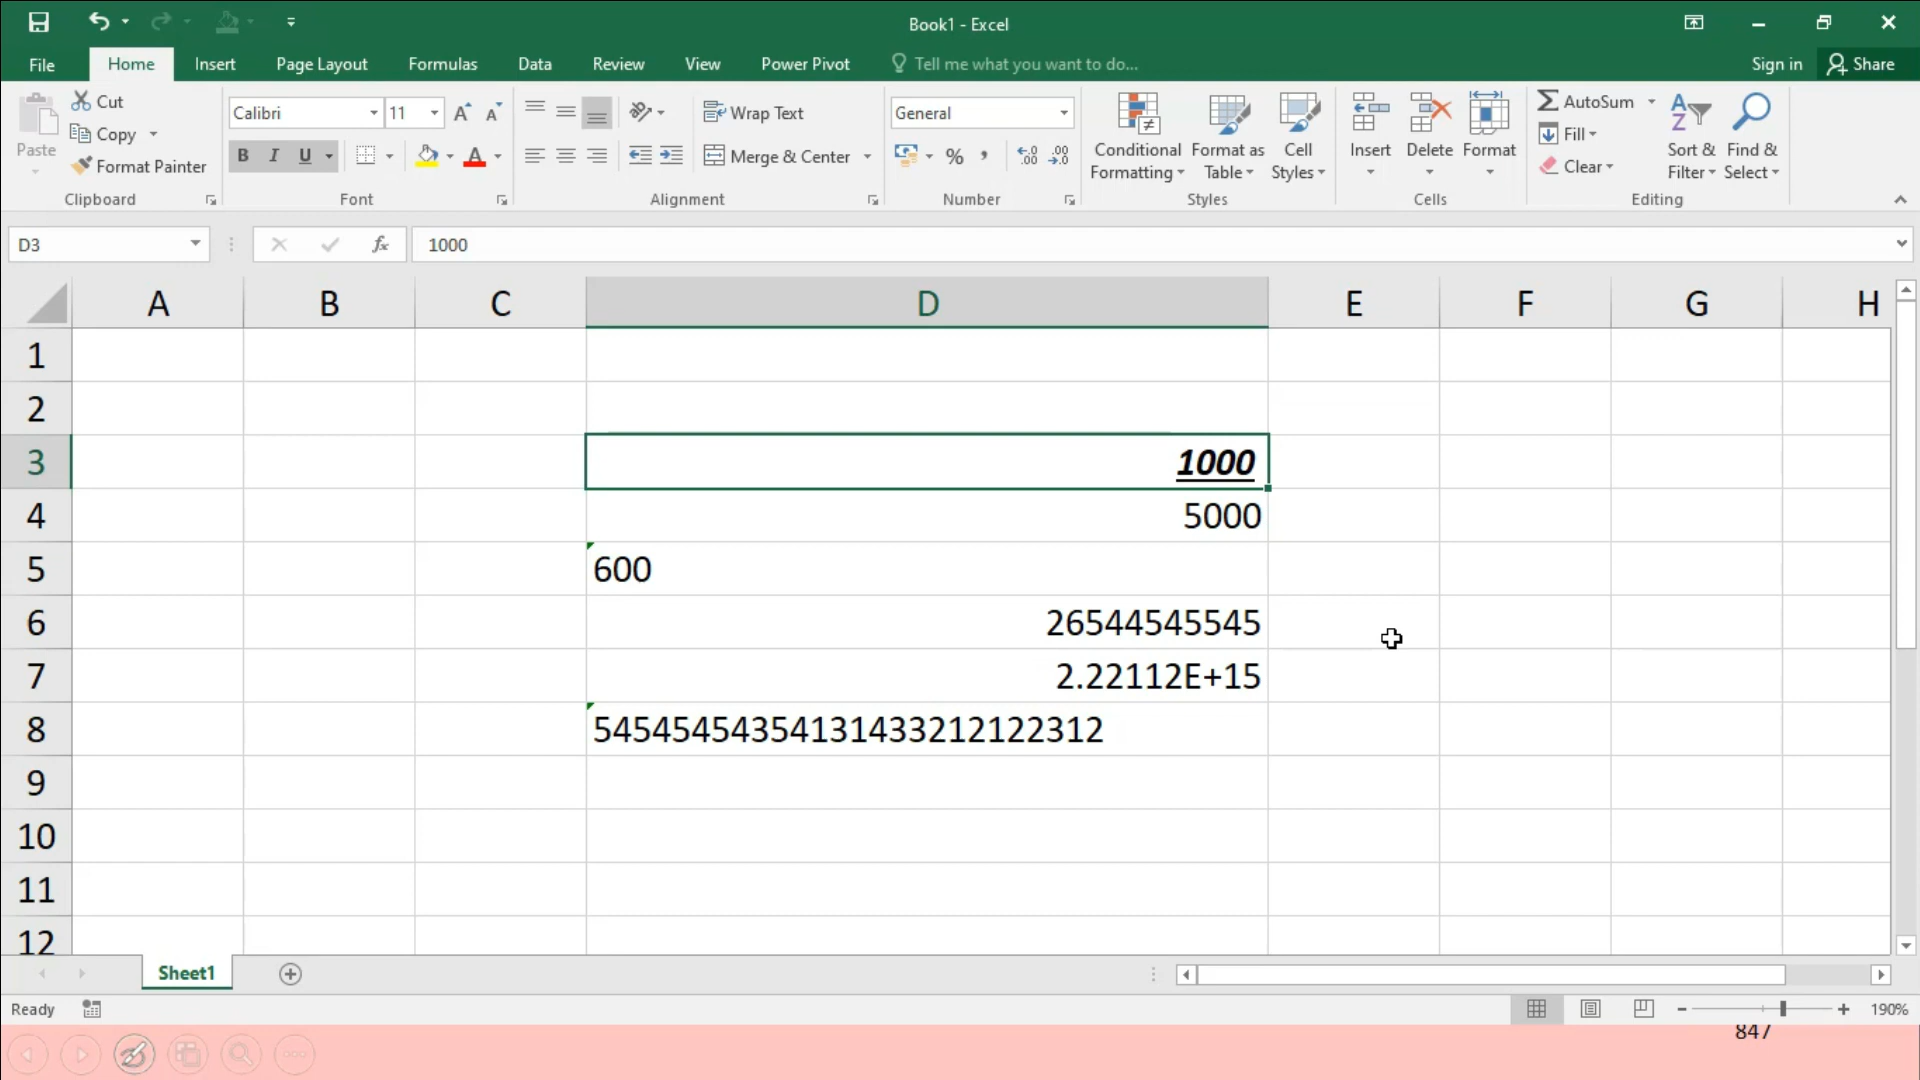 Book1 - Excel
File Home Insert Page Layout Formulas Data Review View Power Pivot Tell me what you want to do... Sign in Share
Paste
Cut
Copy
Format Painter
Clipboard
Calibri 11
B I U
Font
Wrap Text
Merge & Center
Alignment
General
%
Number
Conditional Formatting
Format as Table
Cell Styles
Styles
Insert
Delete
Format
Cells
AutoSum
Fill
Clear
Sort & Filter
Find & Select
Editing
D3 fx 1000
A B C D E F G H
1
2
3 1000
4 5000
5 600
6 26544545545
7 2.22112E+15
8 54545454354131433212122312
9
10
11
12
Sheet1
Ready 190%
847